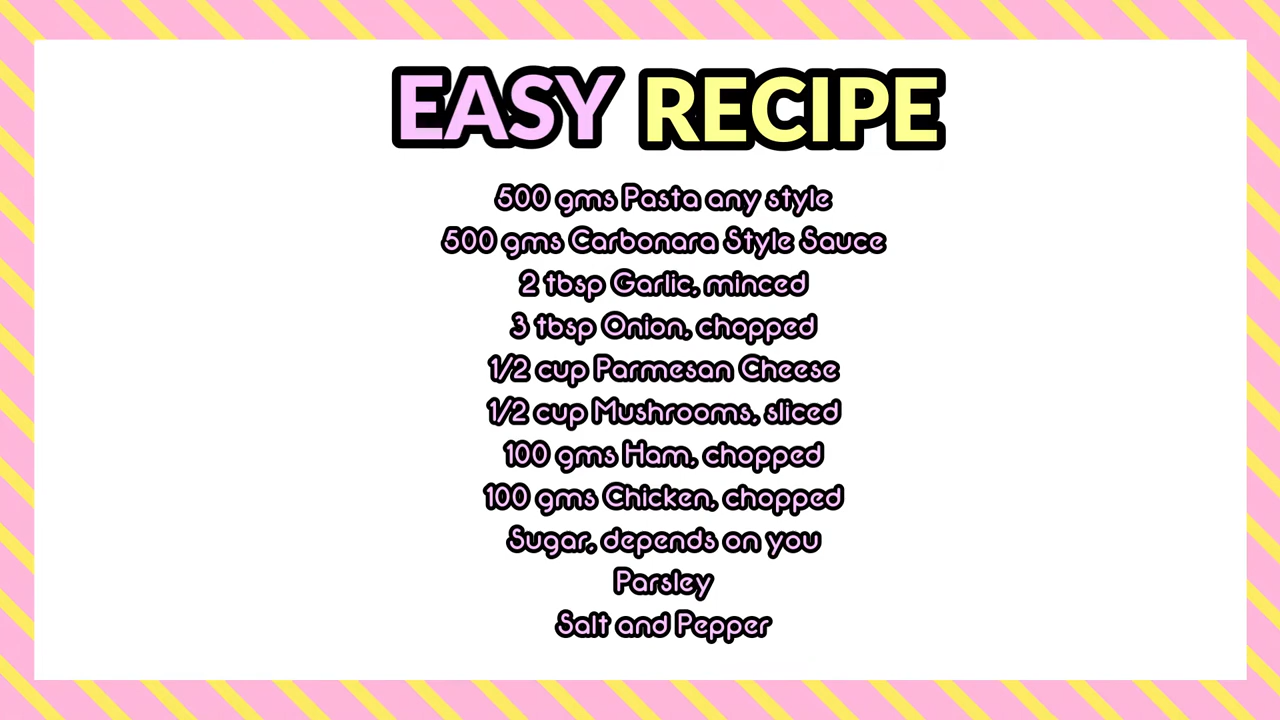 EASY RECIPE
500 gms Pasta any style
500 gms Carbonara Style Sauce
2 tbsp Garlic, minced
3 tbsp Onion, chopped
1/2 cup Parmesan Cheese
1/2 cup Mushrooms, sliced
100 gms Ham, chopped
100 gms Chicken, chopped
Sugar, depends on you
Parsley
Salt and Pepper